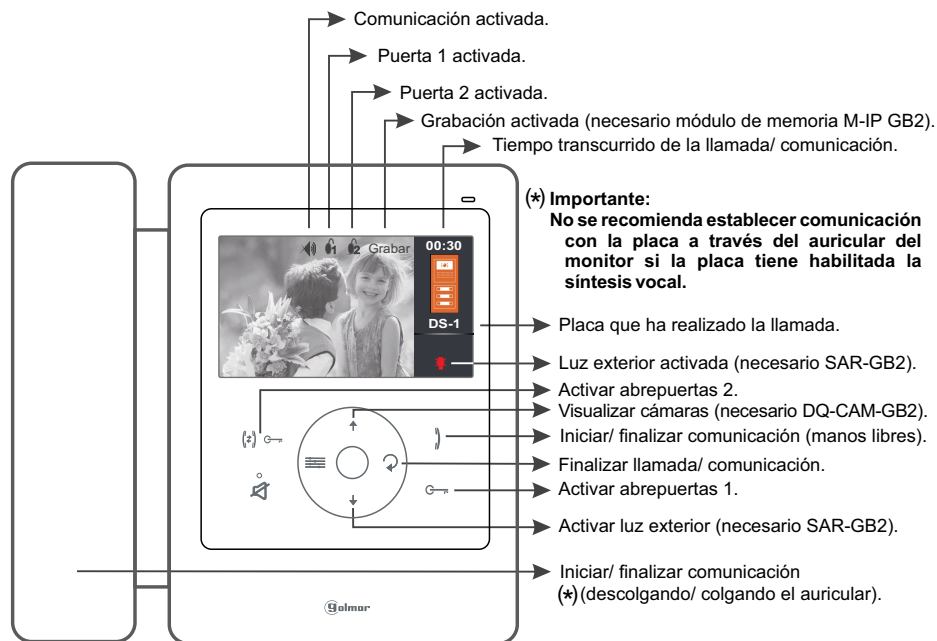 Comunicación activada.
Puerta 1 activada.
Puerta 2 activada.
Grabación activada (necesario módulo de memoria M-IP GB2).
Tiempo transcurrido de la llamada/ comunicación.
(*) Importante:
No se recomienda establecer comunicación
con la placa a través del auricular del
monitor si la placa tiene habilitada la
síntesis vocal.
1 2 Grabar 00:30
DS-1
Placa que ha realizado la llamada.
Luz exterior activada (necesario SAR-GB2).
Activar abrepuertas 2.
Visualizar cámaras (necesario DQ-CAM-GB2).
Iniciar/ finalizar comunicación (manos libres).
Finalizar llamada/ comunicación.
Activar abrepuertas 1.
Activar luz exterior (necesario SAR-GB2).
Iniciar/ finalizar comunicación
(*)(descolgando/ colgando el auricular).
golmar